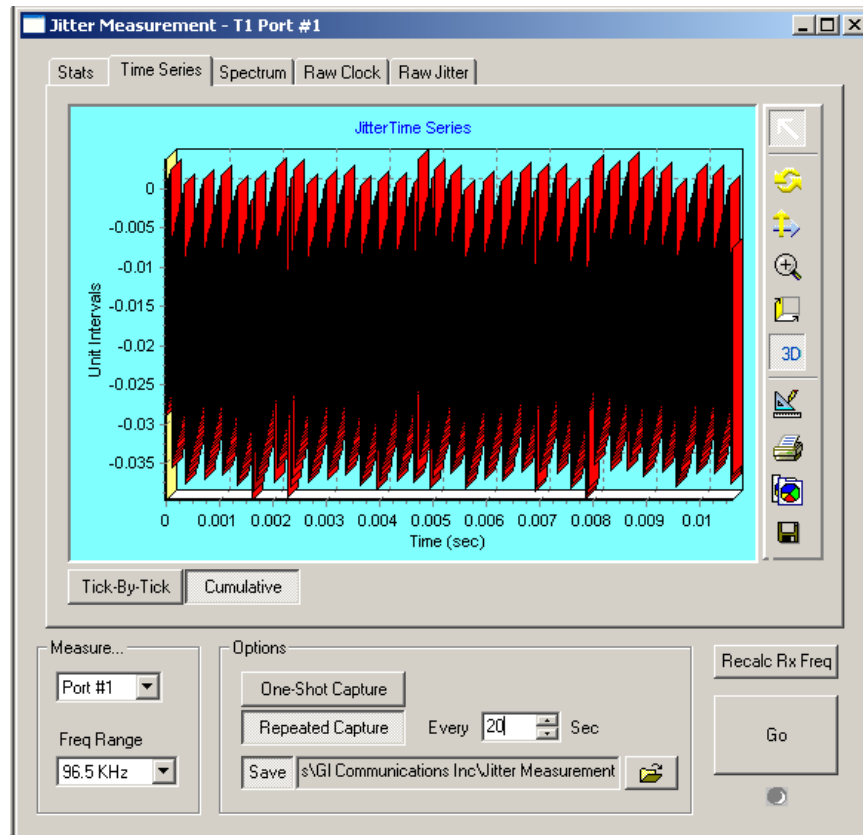 Jitter Measurement - T1 Port #1
Stats Time Series Spectrum Raw Clock Raw Jitter
JitterTime Series
Unit Intervals
0
-0.005
-0.01
-0.015
-0.02
-0.025
-0.03
-0.035
0 0.001 0.002 0.003 0.004 0.005 0.006 0.007 0.008 0.009 0.01
Time (sec)
3D
Tick-By-Tick Cumulative
Measure...
Port #1
Freq Range
96.5 KHz
Options
One-Shot Capture
Repeated Capture Every 20 Sec
Save s\GI Communications Inc\Jitter Measurement
Recalc Rx Freq
Go